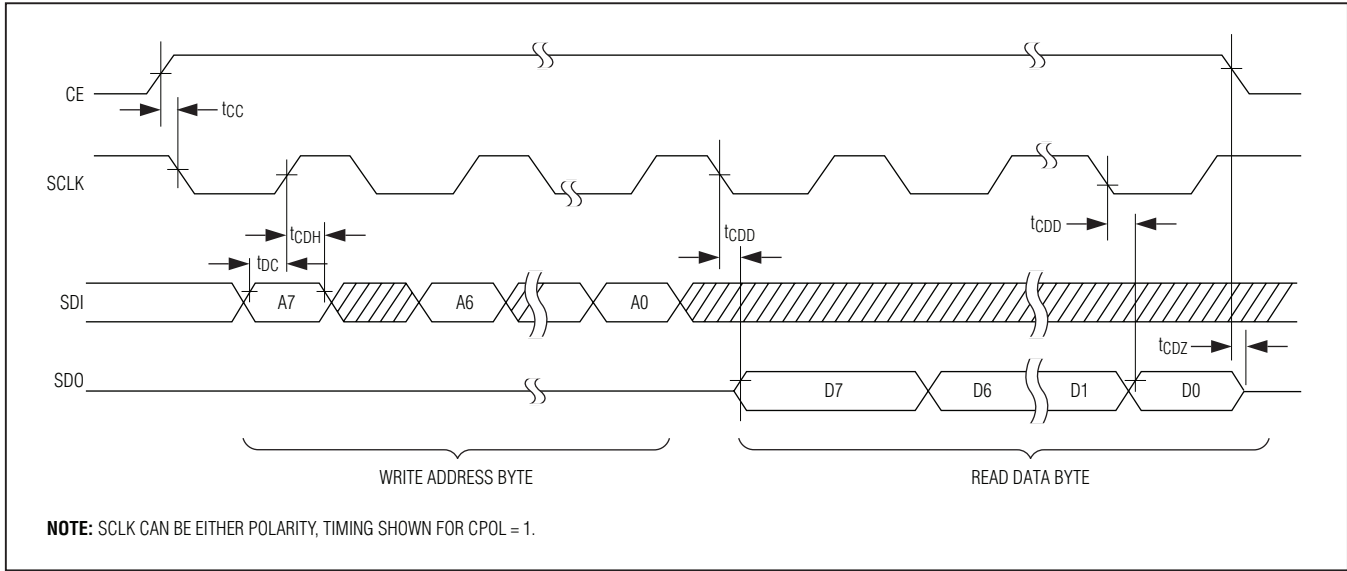 CE
tCC
SCLK
tCDH
tDC
tCDD
tCDD
SDI
A7
A6
A0
tCDZ
SDO
D7
D6
D1
D0
WRITE ADDRESS BYTE
READ DATA BYTE
NOTE: SCLK CAN BE EITHER POLARITY, TIMING SHOWN FOR CPOL = 1.